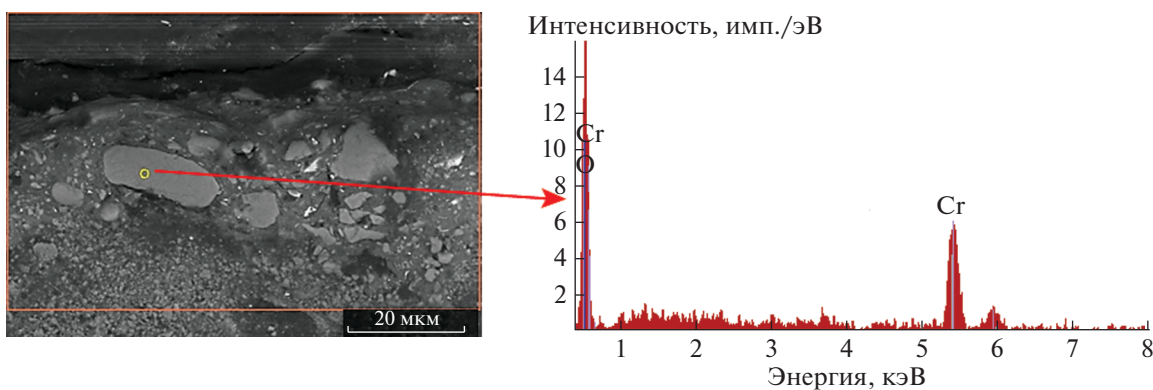 Интенсивность, имп./эВ
14
12
10
8
6
4
2
Cr
O
Cr
1 2 3 4 5 6 7 8
Энергия, кэВ
20 мкм